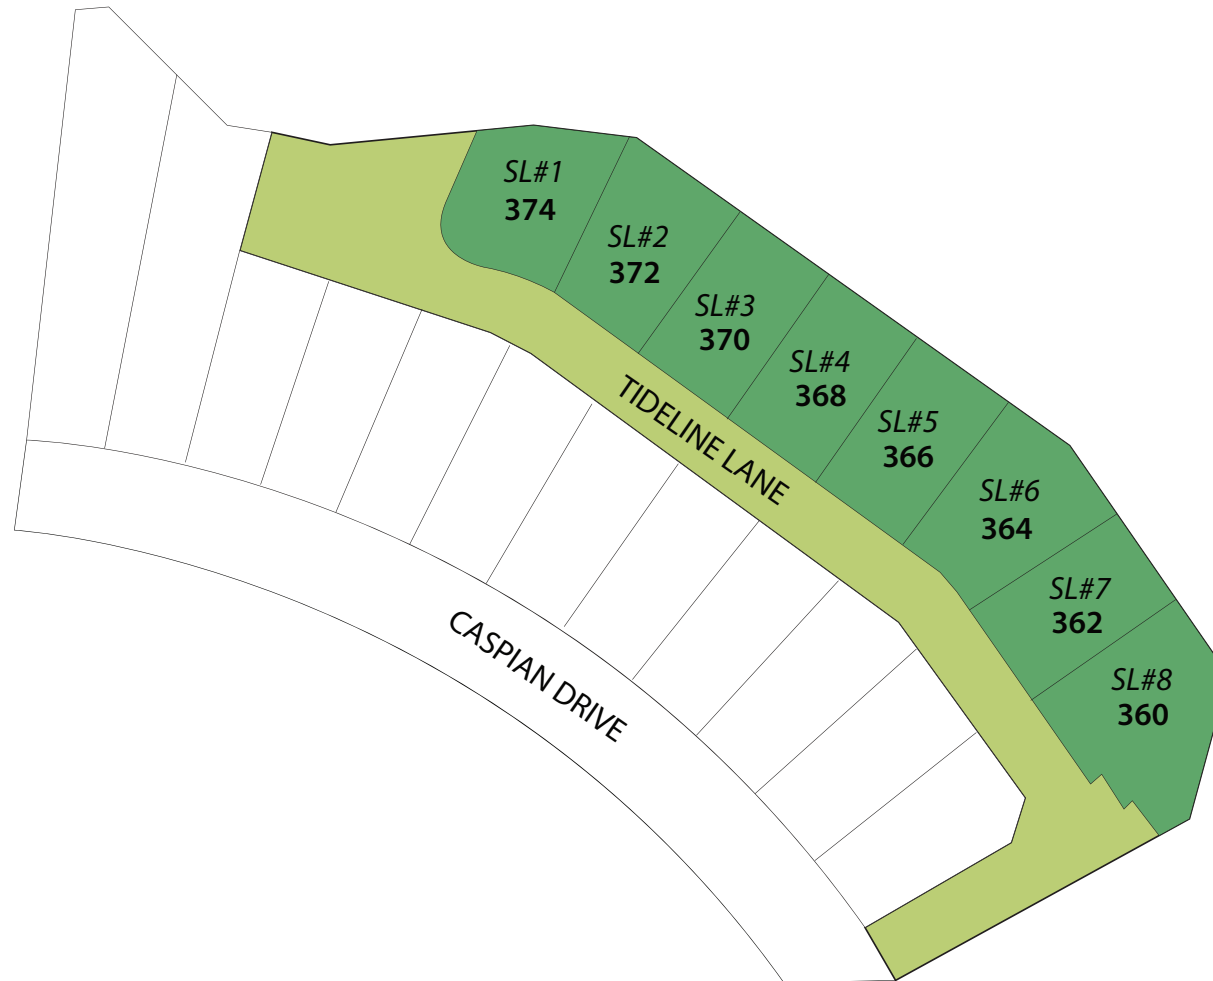 SL#1
374
SL#2
372
SL#3
370
SL#4
368
SL#5
366
SL#6
364
SL#7
362
SL#8
360
TIDELINE LANE
CASPIAN DRIVE